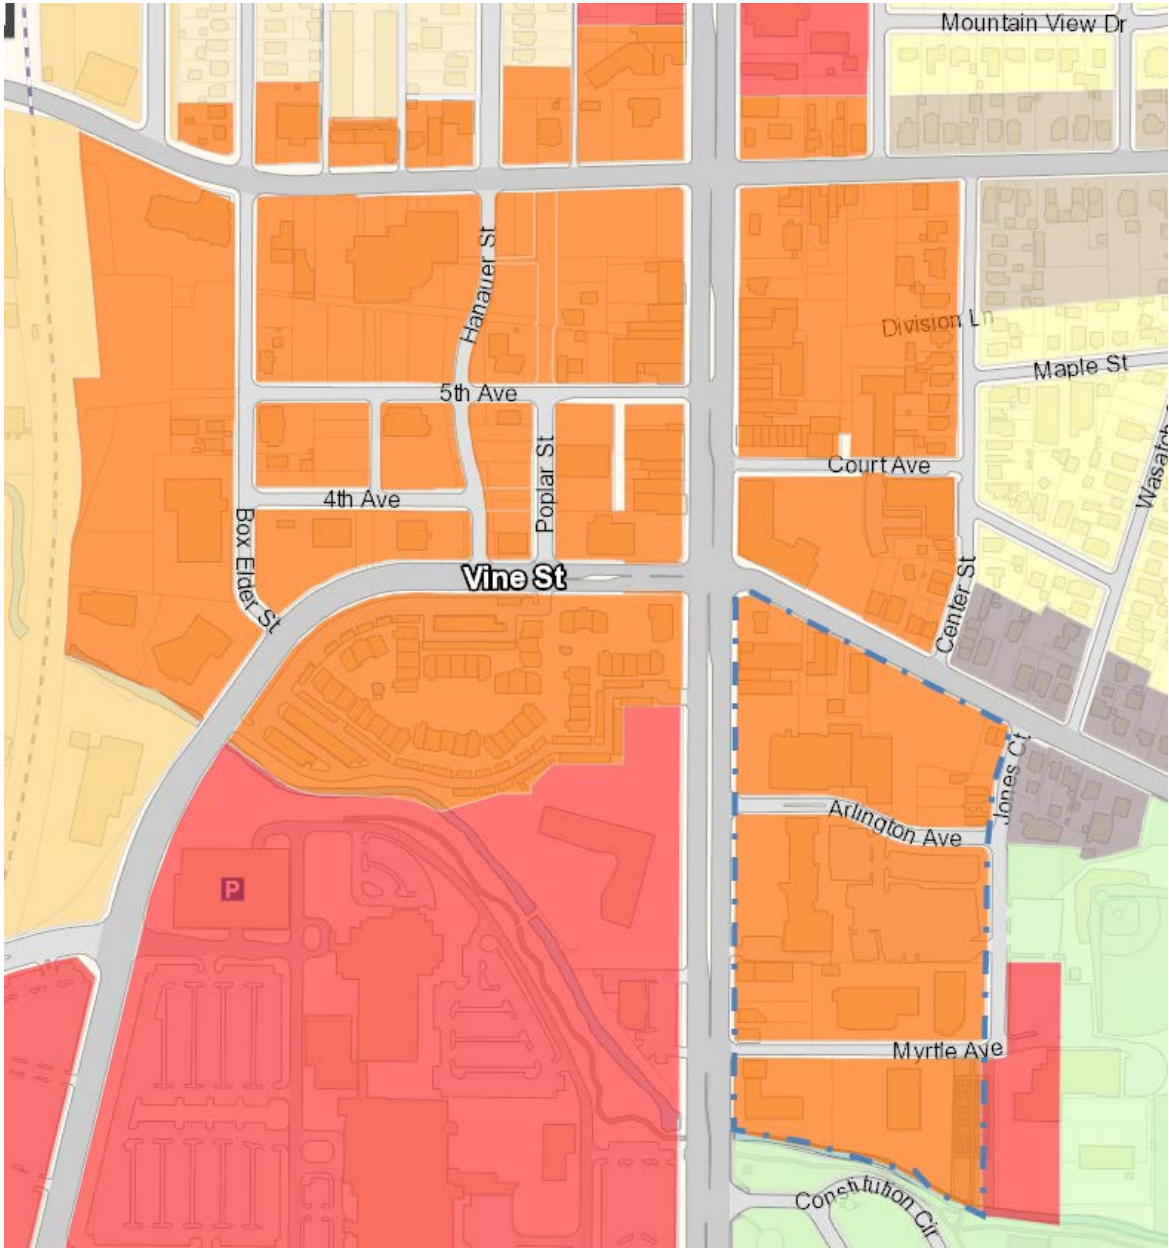 Mountain View Dr
Hanauer St
Division Ln
Maple St
5th Ave
Court Ave
Poplar St
4th Ave
Box Elder St
Vine St
Center St
Jones Ct
Arlington Ave
P
Myrtle Ave
Constitution Cir